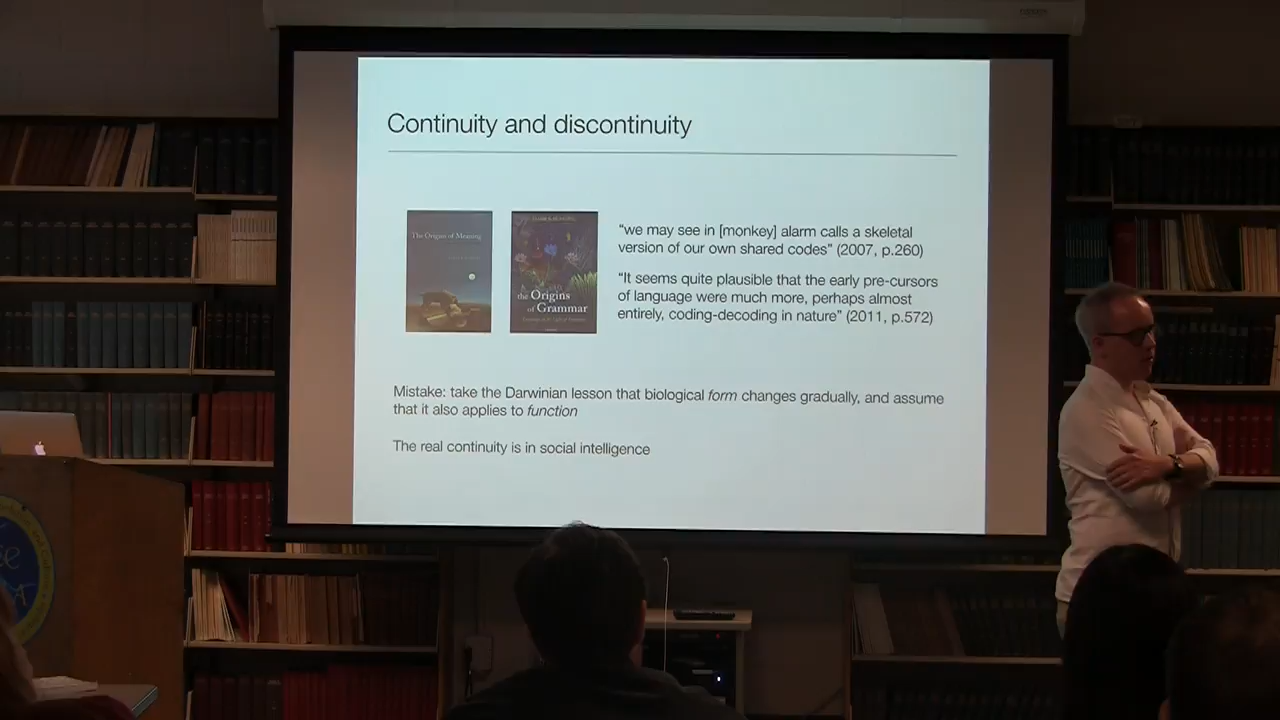 Continuity and discontinuity
The Origins of Meaning
the Origins
of Grammar
“we may see in [monkey] alarm calls a skeletal
version of our own shared codes” (2007, p.260)
“It seems quite plausible that the early pre-cursors
of language were much more, perhaps almost
entirely, coding-decoding in nature” (2011, p.572)
Mistake: take the Darwinian lesson that biological form changes gradually, and assume
that it also applies to function
The real continuity is in social intelligence